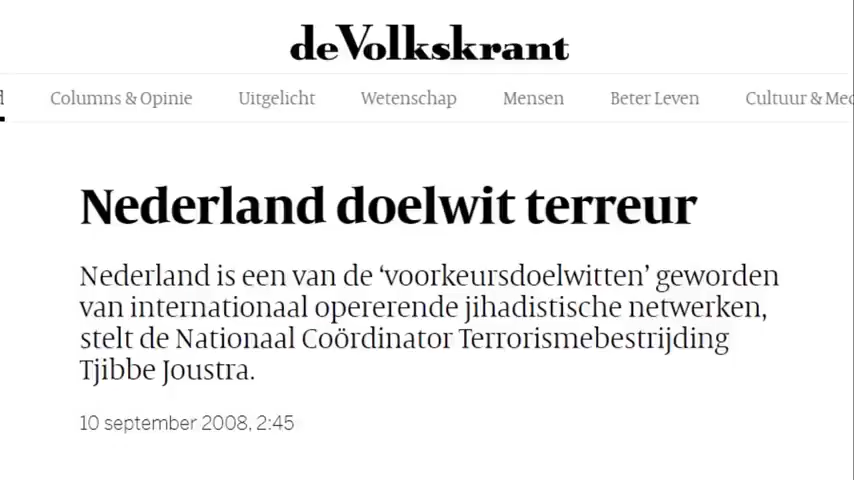 deVolkskrant
Columns & Opinie Uitgelicht Wetenschap Mensen Beter Leven Cultuur & Med
Nederland doelwit terreur
Nederland is een van de ‘voorkeursdoelwitten’ geworden
van internationaal opererende jihadistische netwerken,
stelt de Nationaal Coördinator Terrorismebestrijding
Tjibbe Joustra.
10 september 2008, 2:45